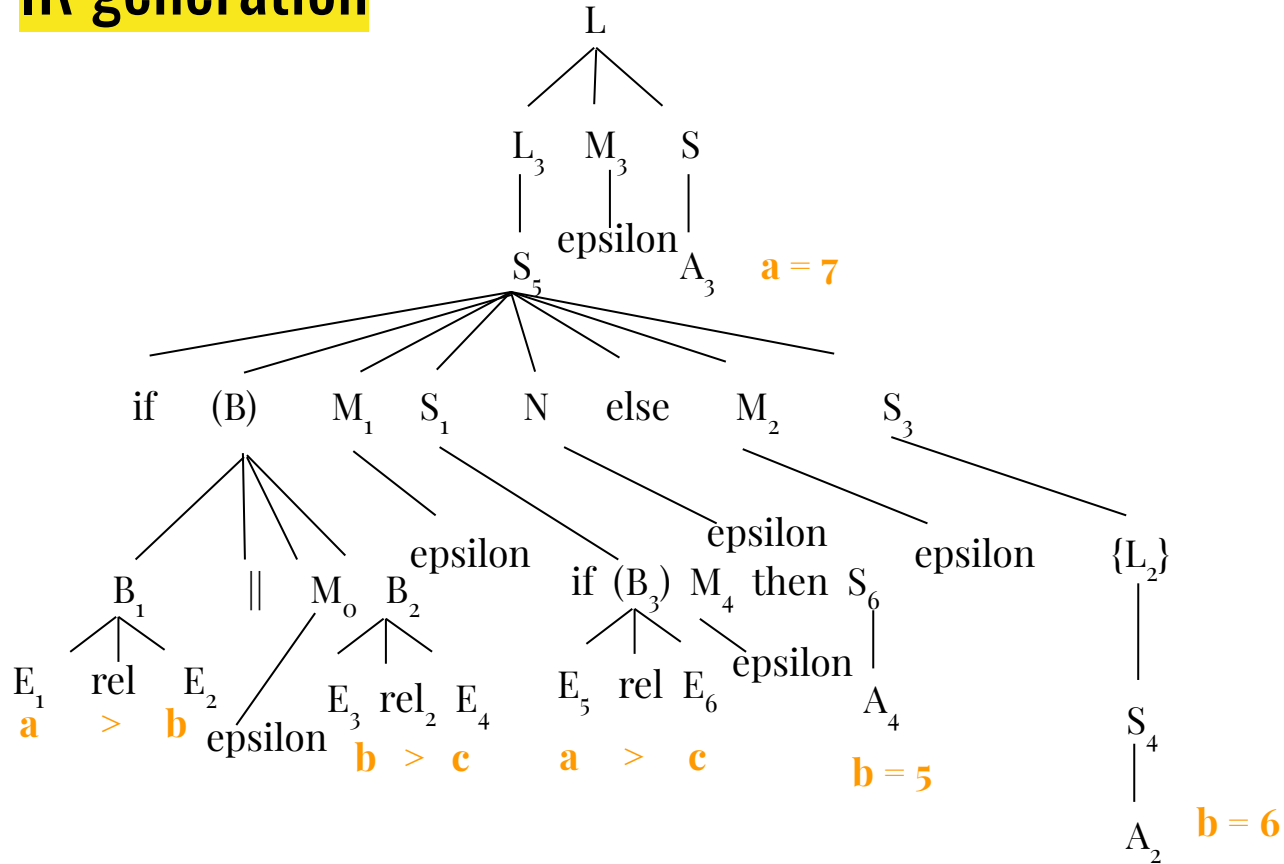 IR generation
L
L₃ M₃ S
epsilon
S₅ A₃ a = 7
if (B) M₁ S₁ N else M₂ S₃
epsilon epsilon epsilon {L₂}
B₁ || M₀ B₂ if (B₃) M₄ then S₆
E₁ rel E₂ epsilon E₃ rel₂ E₄ E₅ rel E₆ epsilon A₄ S₄
a > b b > c a > c b = 5
A₂ b = 6